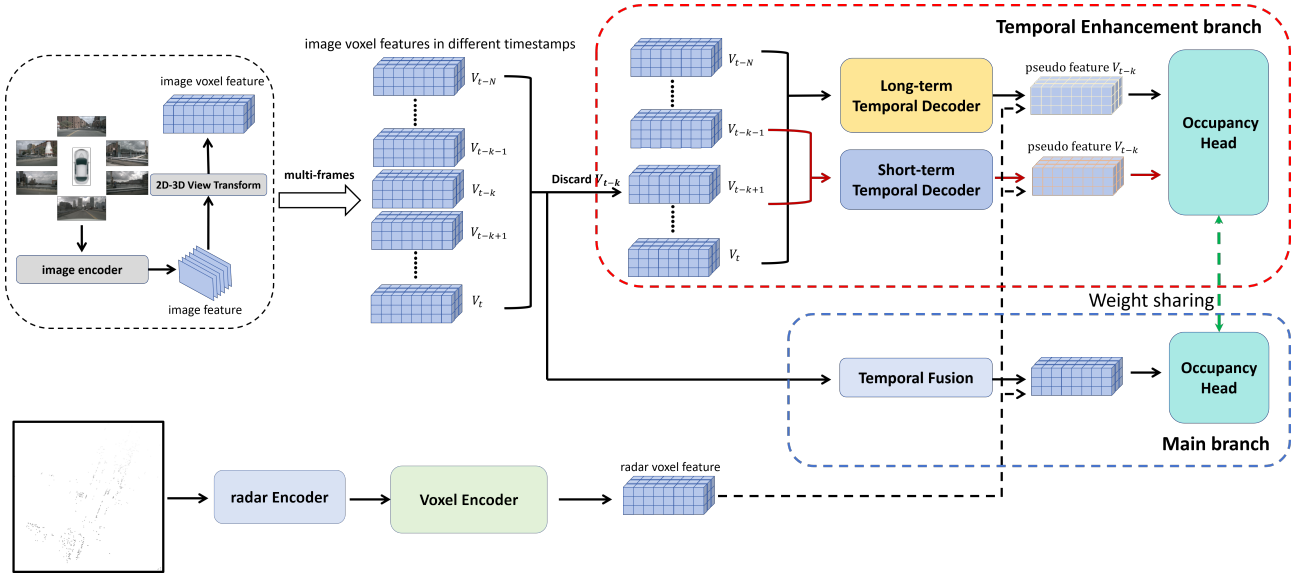 image voxel feature
2D-3D View Transform
image encoder
image feature
multi-frames
image voxel features in different timestamps
V_{t-N}
V_{t-k-1}
V_{t-k}
V_{t-k+1}
V_t
Discard V_{t-k}
Temporal Enhancement branch
V_{t-N}
V_{t-k-1}
V_{t-k+1}
V_t
Long-term
Temporal Decoder
Short-term
Temporal Decoder
pseudo feature V_{t-k}
pseudo feature V_{t-k}
Occupancy
Head
Weight sharing
Temporal Fusion
Occupancy
Head
Main branch
radar Encoder
Voxel Encoder
radar voxel feature